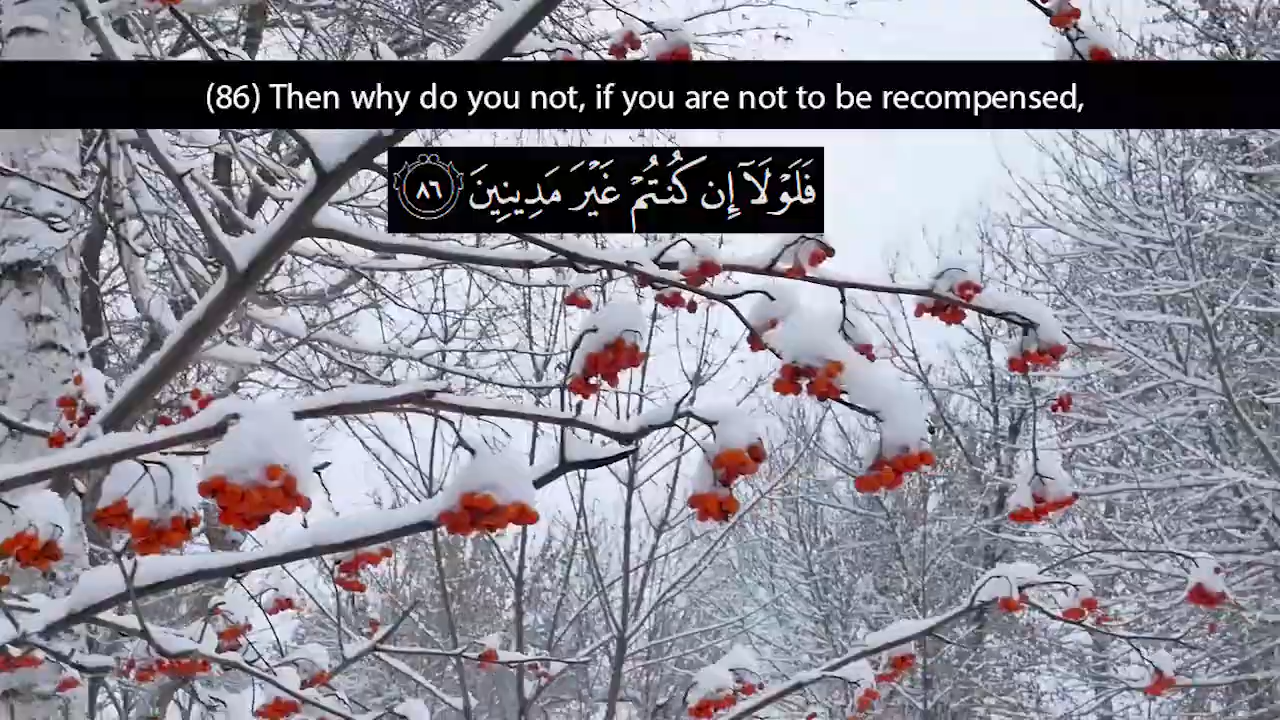 (86) Then why do you not, if you are not to be recompensed,
فَلَوْلَآ إِن كُنتُمْ غَيْرَ مَدِينِينَ ٨٦